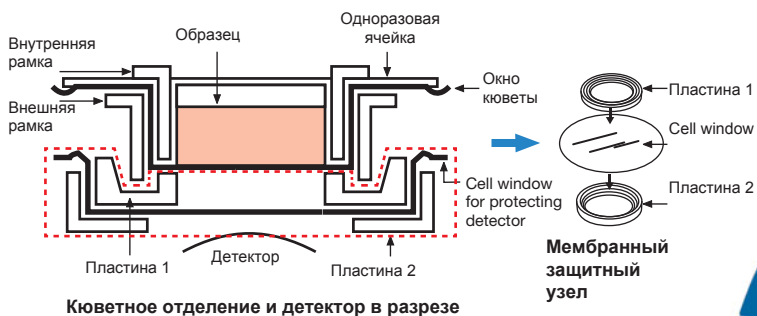 Внутренняя
рамка
Образец
Одноразовая
ячейка
Внешняя
рамка
Окно
кюветы
Cell window
for protecting
detector
Пластина 1
Детектор
Пластина 2
Кюветное отделение и детектор в разрезе
Пластина 1
Cell window
Пластина 2
Мембранный
защитный
узел